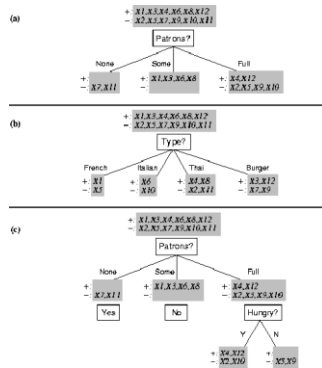 +: X1,X3,X4,X6,X8,X12
(a) -: X2,X5,X7,X9,X10,X11
Patrons?
None Some Full
+: +: X1,X3,X6,X8 +: X4,X12
-: X7,X11 -: -: X2,X5,X9,X10
+: X1,X3,X4,X6,X8,X12
(b) -: X2,X5,X7,X9,X10,X11
Type?
French Italian Thai Burger
+: X1 +: X6 +: X4,X8 +: X3,X12
-: X5 -: X10 -: X2,X11 -: X7,X9
+: X1,X3,X4,X6,X8,X12
(c) -: X2,X5,X7,X9,X10,X11
Patrons?
None Some Full
+: +: X1,X3,X6,X8 +: X4,X12
-: X7,X11 -: -: X2,X5,X9,X10
Yes No Hungry?
Y N
+: X4,X12 +:
-: X2,X10 -: X5,X9